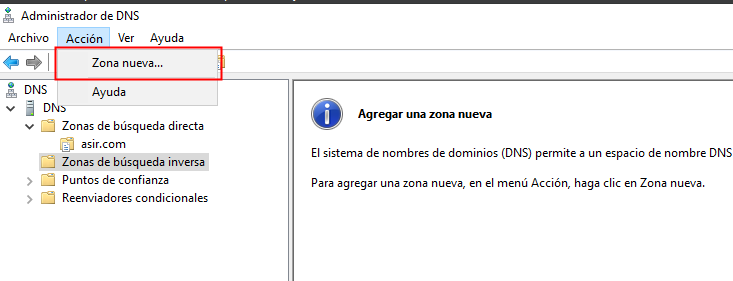 Administrador de DNS
Archivo Acción Ver Ayuda
Zona nueva...
Ayuda
DNS
DNS
Zonas de búsqueda directa
asir.com
Zonas de búsqueda inversa
Puntos de confianza
Reenviadores condicionales
Agregar una zona nueva
El sistema de nombres de dominios (DNS) permite a un espacio de nombre DNS
Para agregar una zona nueva, en el menú Acción, haga clic en Zona nueva.